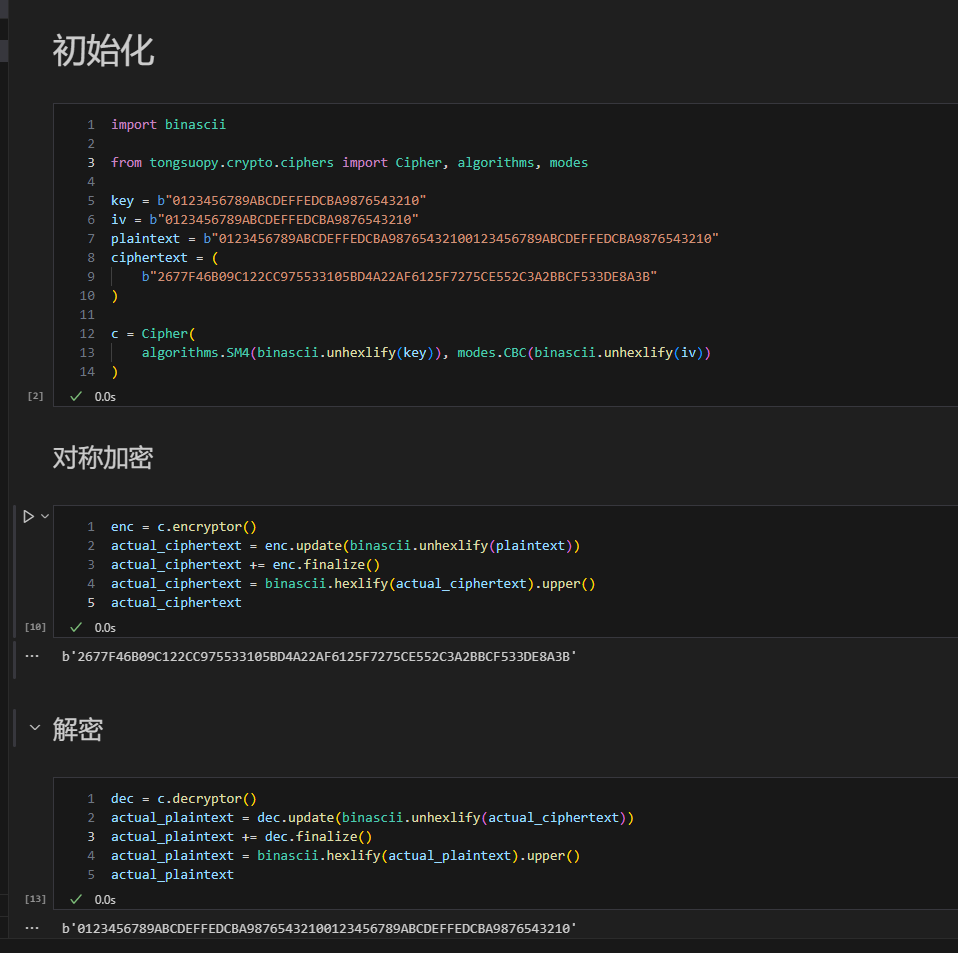 初始化
1 import binascii
2
3 from tongsuopy.crypto.ciphers import Cipher, algorithms, modes
4
5 key = b"0123456789ABCDEFFEDCBA9876543210"
6 iv = b"0123456789ABCDEFFEDCBA9876543210"
7 plaintext = b"0123456789ABCDEFFEDCBA98765432100123456789ABCDEFFEDCBA9876543210"
8 ciphertext = (
9     b"2677F46B09C122CC975533105BD4A22AF6125F7275CE552C3A2BBCF533DE8A3B"
10 )
11
12 c = Cipher(
13     algorithms.SM4(binascii.unhexlify(key)), modes.CBC(binascii.unhexlify(iv))
14 )
[2] 0.0s
对称加密
1 enc = c.encryptor()
2 actual_ciphertext = enc.update(binascii.unhexlify(plaintext))
3 actual_ciphertext += enc.finalize()
4 actual_ciphertext = binascii.hexlify(actual_ciphertext).upper()
5 actual_ciphertext
[10] 0.0s
b'2677F46B09C122CC975533105BD4A22AF6125F7275CE552C3A2BBCF533DE8A3B'
解密
1 dec = c.decryptor()
2 actual_plaintext = dec.update(binascii.unhexlify(actual_ciphertext))
3 actual_plaintext += dec.finalize()
4 actual_plaintext = binascii.hexlify(actual_plaintext).upper()
5 actual_plaintext
[13] 0.0s
b'0123456789ABCDEFFEDCBA98765432100123456789ABCDEFFEDCBA9876543210'